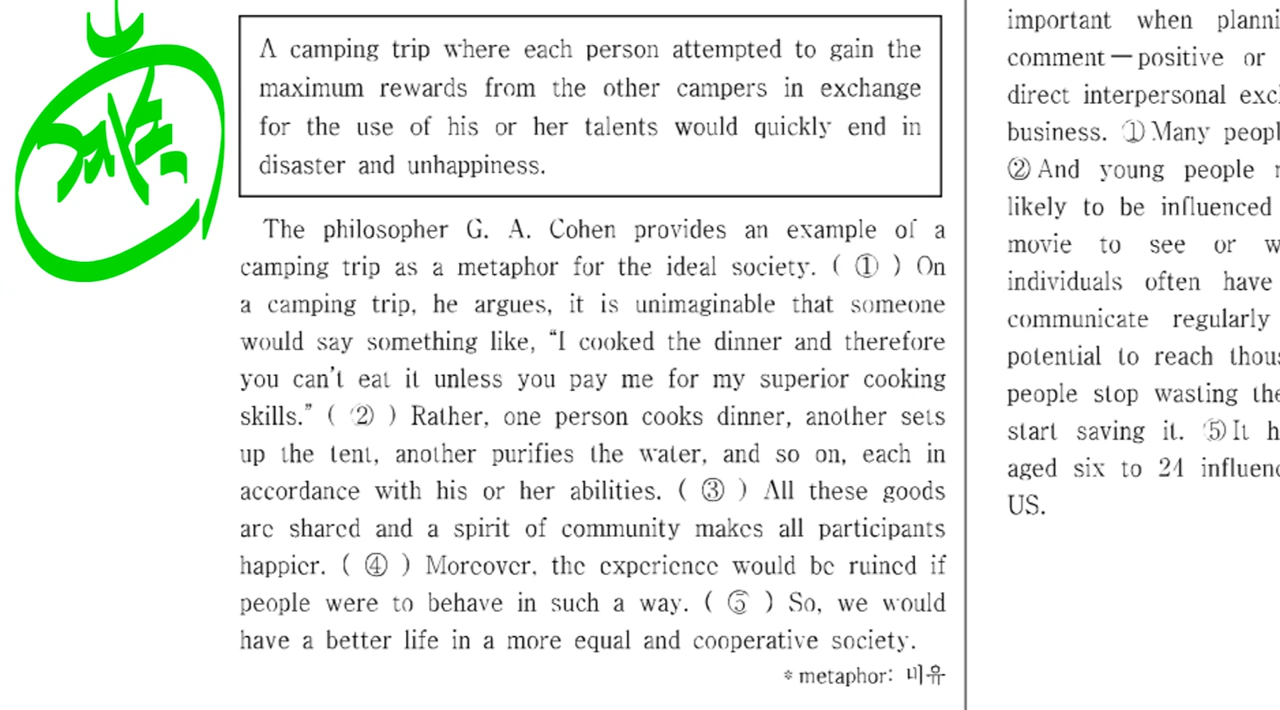 A camping trip where each person attempted to gain the
maximum rewards from the other campers in exchange
for the use of his or her talents would quickly end in
disaster and unhappiness.
The philosopher G. A. Cohen provides an example of a
camping trip as a metaphor for the ideal society. ( ① ) On
a camping trip, he argues, it is unimaginable that someone
would say something like, “I cooked the dinner and therefore
you can't eat it unless you pay me for my superior cooking
skills.” ( ② ) Rather, one person cooks dinner, another sets
up the tent, another purifies the water, and so on, each in
accordance with his or her abilities. ( ③ ) All these goods
are shared and a spirit of community makes all participants
happier. ( ④ ) Moreover, the experience would be ruined if
people were to behave in such a way. ( ⑤ ) So, we would
have a better life in a more equal and cooperative society.
* metaphor: 비유
important when
comment — positive or
direct interpersonal
business. ① Many
② And young people
likely to be influenced
movie to see or
individuals often have
communicate regularly
potential to reach
people stop wasting
start saving it. ⑤ It
aged six to 24
US.